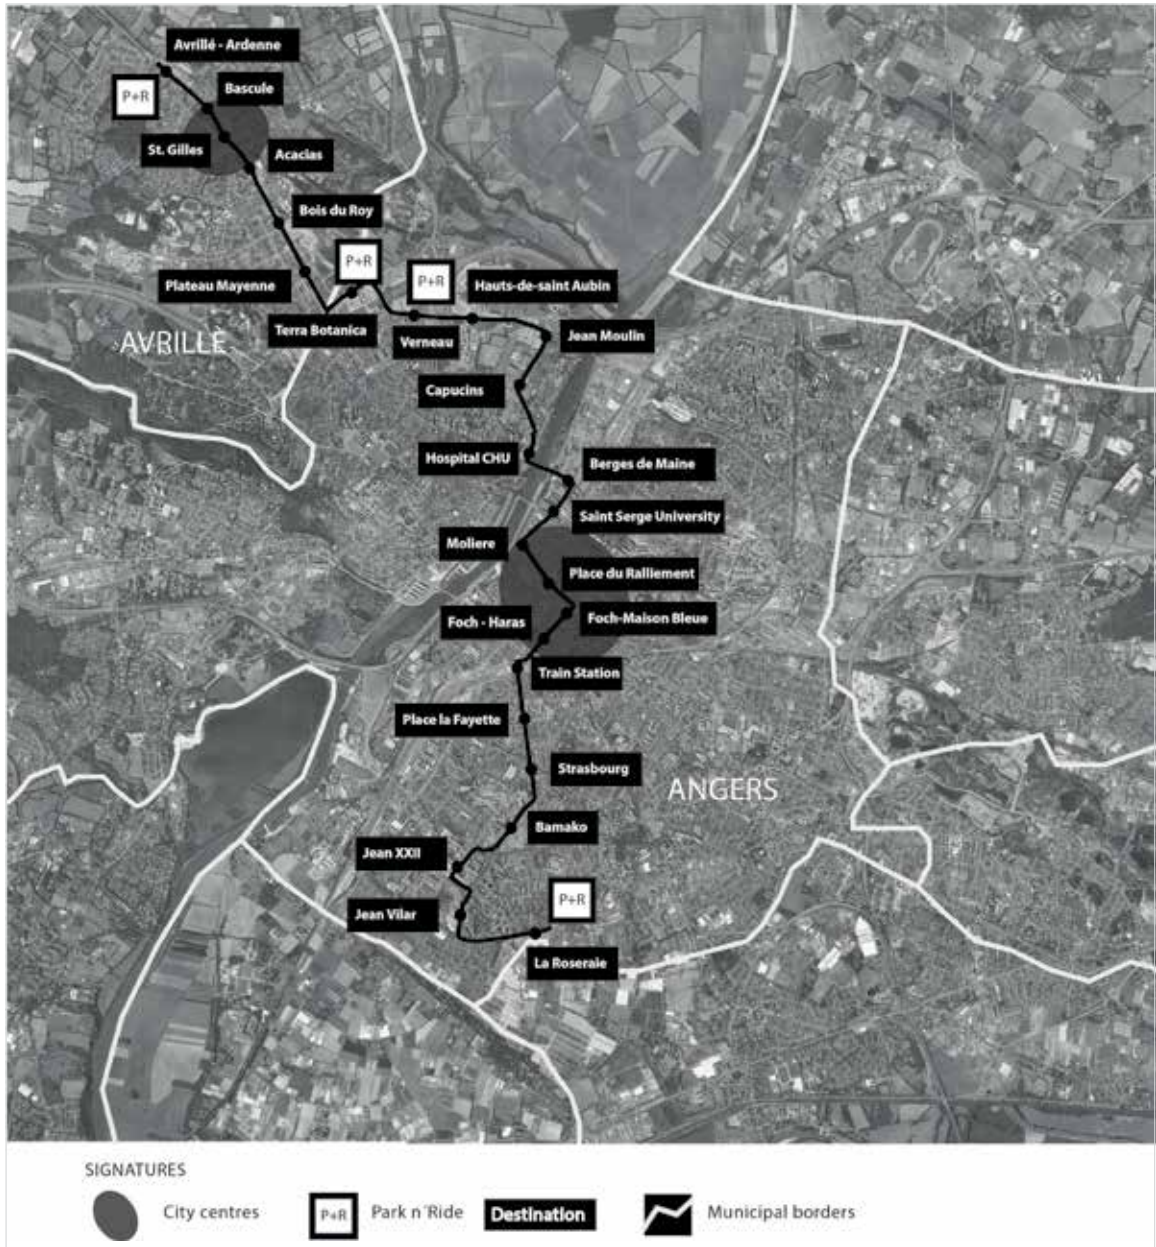 Avrillé - Ardenne
Bascule
P+R
St. Gilles
Acacias
Bois du Roy
P+R
P+R
Plateau Mayenne
Hauts-de-saint Aubin
Terra Botanica
Verneau
Jean Moulin
AVRILLE
Capucins
Hospital CHU
Berges de Maine
Saint Serge University
Moliere
Place du Ralliement
Foch - Haras
Foch-Maison Bleue
Train Station
Place la Fayette
Strasbourg
ANGERS
Bamako
Jean XXII
P+R
Jean Vilar
La Roseraie
SIGNATURES
City centres
P+R
Park n´Ride
Destination
Municipal borders